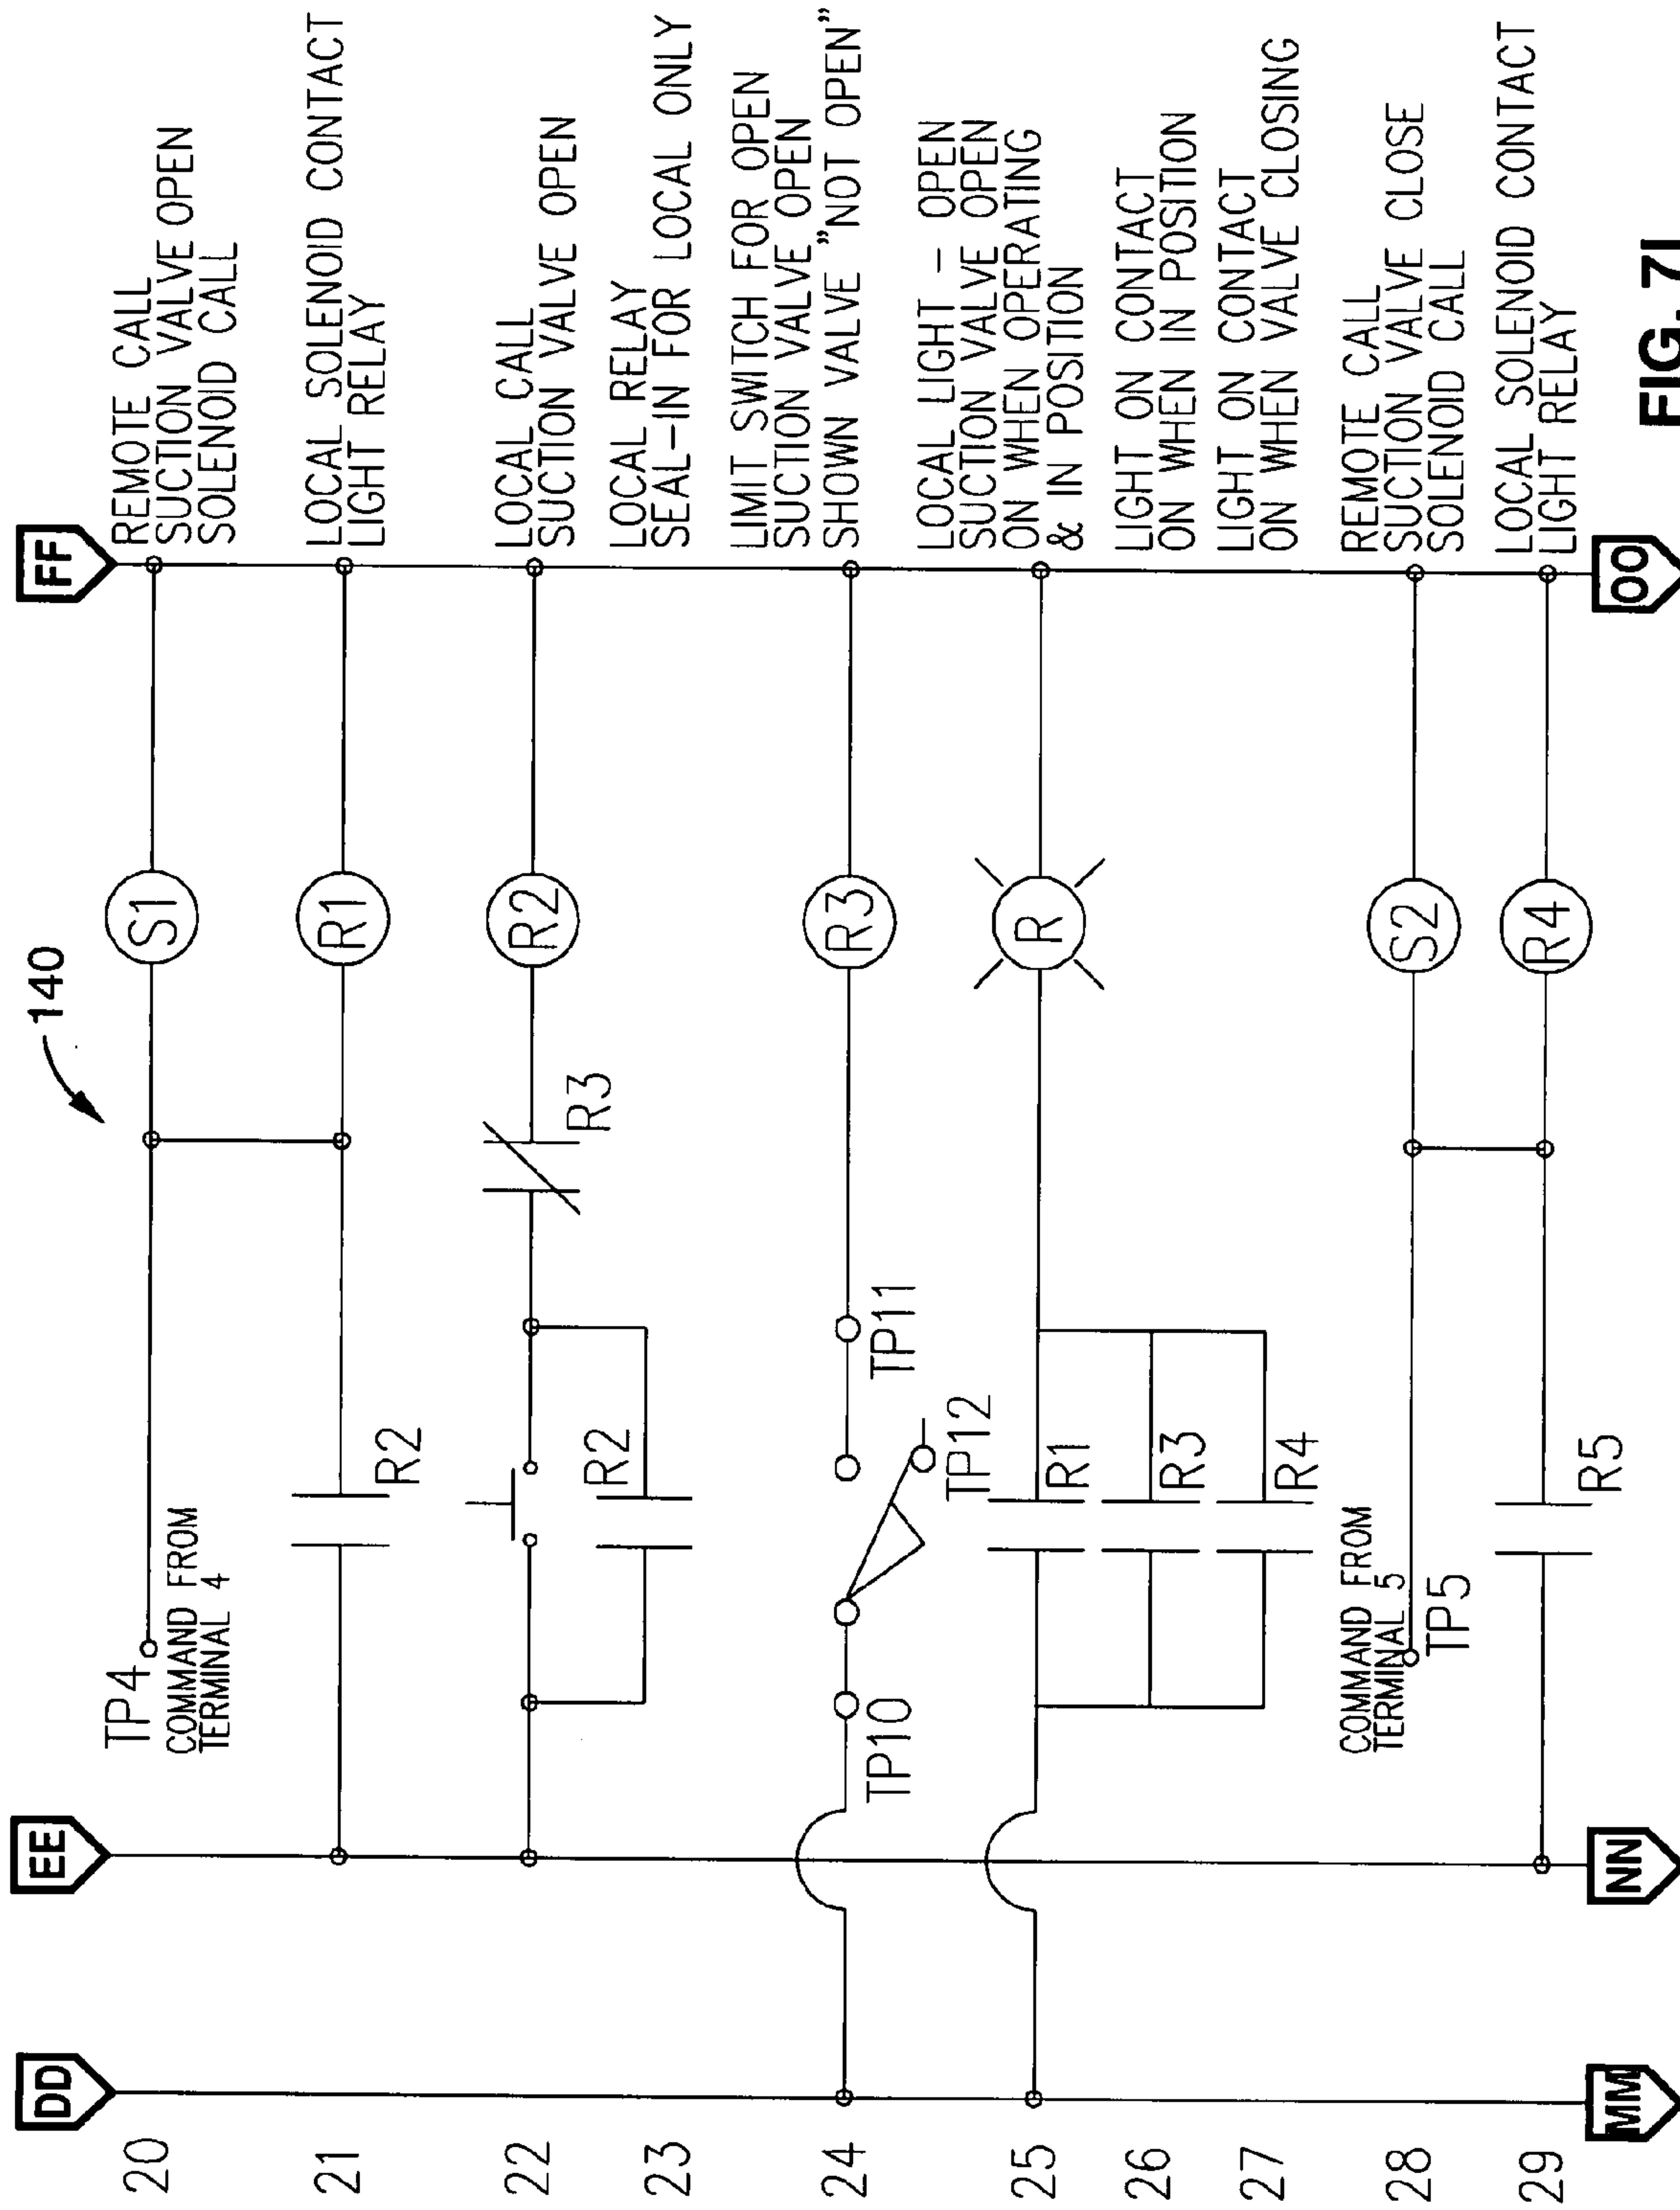 DD
EE
FF
140
20
TP4
COMMAND FROM
TERMINAL 4
S1
REMOTE CALL
SUCTION VALVE OPEN
SOLENOID CALL
21
R2
R1
LOCAL SOLENOID CONTACT
LIGHT RELAY
22
R3
R2
LOCAL CALL
SUCTION VALVE OPEN
23
R2
LOCAL RELAY
SEAL-IN FOR LOCAL ONLY
24
TP10
TP12
TP11
R3
LIMIT SWITCH FOR OPEN
SUCTION VALVE OPEN
SHOWN VALVE "NOT OPEN"
25
R1
R
LOCAL LIGHT - OPEN
SUCTION VALVE OPEN
ON WHEN OPERATING
& IN POSITION
26
R3
LIGHT ON CONTACT
ON WHEN IN POSITION
27
R4
LIGHT ON CONTACT
ON WHEN VALVE CLOSING
28
COMMAND FROM
TERMINAL 5
TP5
S2
REMOTE CALL
SUCTION VALVE CLOSE
SOLENOID CALL
29
R5
R4
LOCAL SOLENOID CONTACT
LIGHT RELAY
MM
NN
OO
FIG. 7I